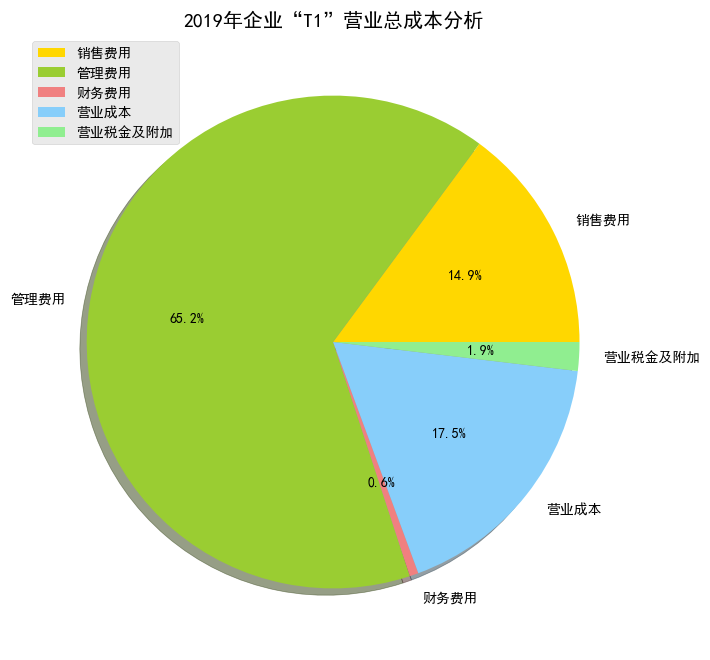 2019年企业“T1”营业总成本分析
销售费用
管理费用
财务费用
营业成本
营业税金及附加
销售费用
14.9%
管理费用
65.2%
1.9%
营业税金及附加
17.5%
0.6%
营业成本
财务费用